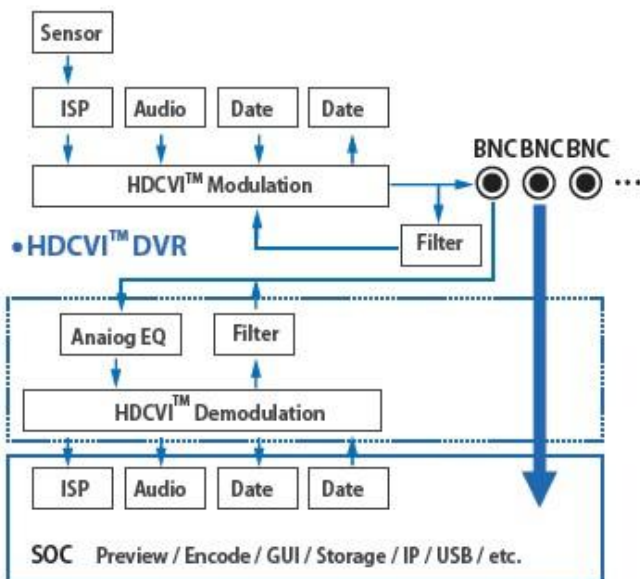 Sensor
ISP Audio Date Date
BNC BNC BNC
HDCVI™ Modulation
Filter
•HDCVI™ DVR
Anaiog EQ Filter
HDCVI™ Demodulation
ISP Audio Date Date
SOC Preview / Encode / GUI / Storage / IP / USB / etc.